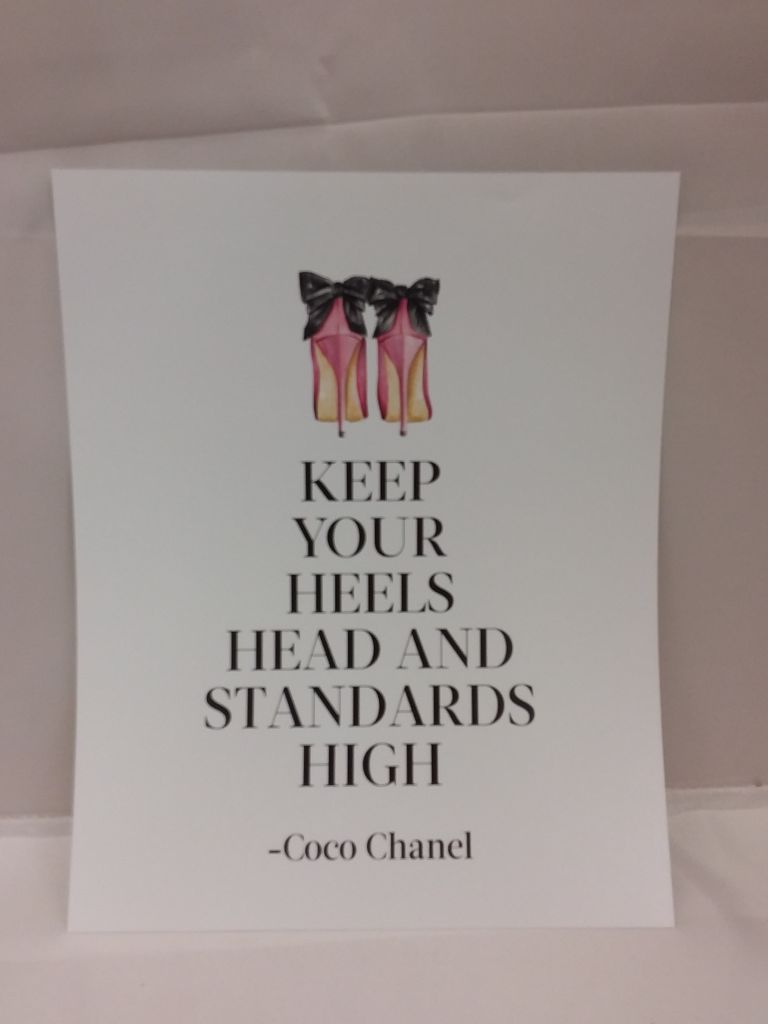 KEEP
YOUR
HEELS
HEAD AND
STANDARDS
HIGH
-Coco Chanel